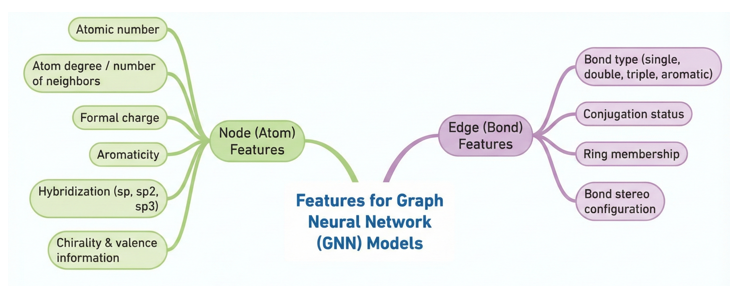 Atomic number
Atom degree / number
of neighbors
Formal charge
Aromaticity
Hybridization (sp, sp2,
sp3)
Chirality & valence
information
Node (Atom)
Features
Features for Graph
Neural Network
(GNN) Models
Edge (Bond)
Features
Bond type (single,
double, triple, aromatic)
Conjugation status
Ring membership
Bond stereo
configuration